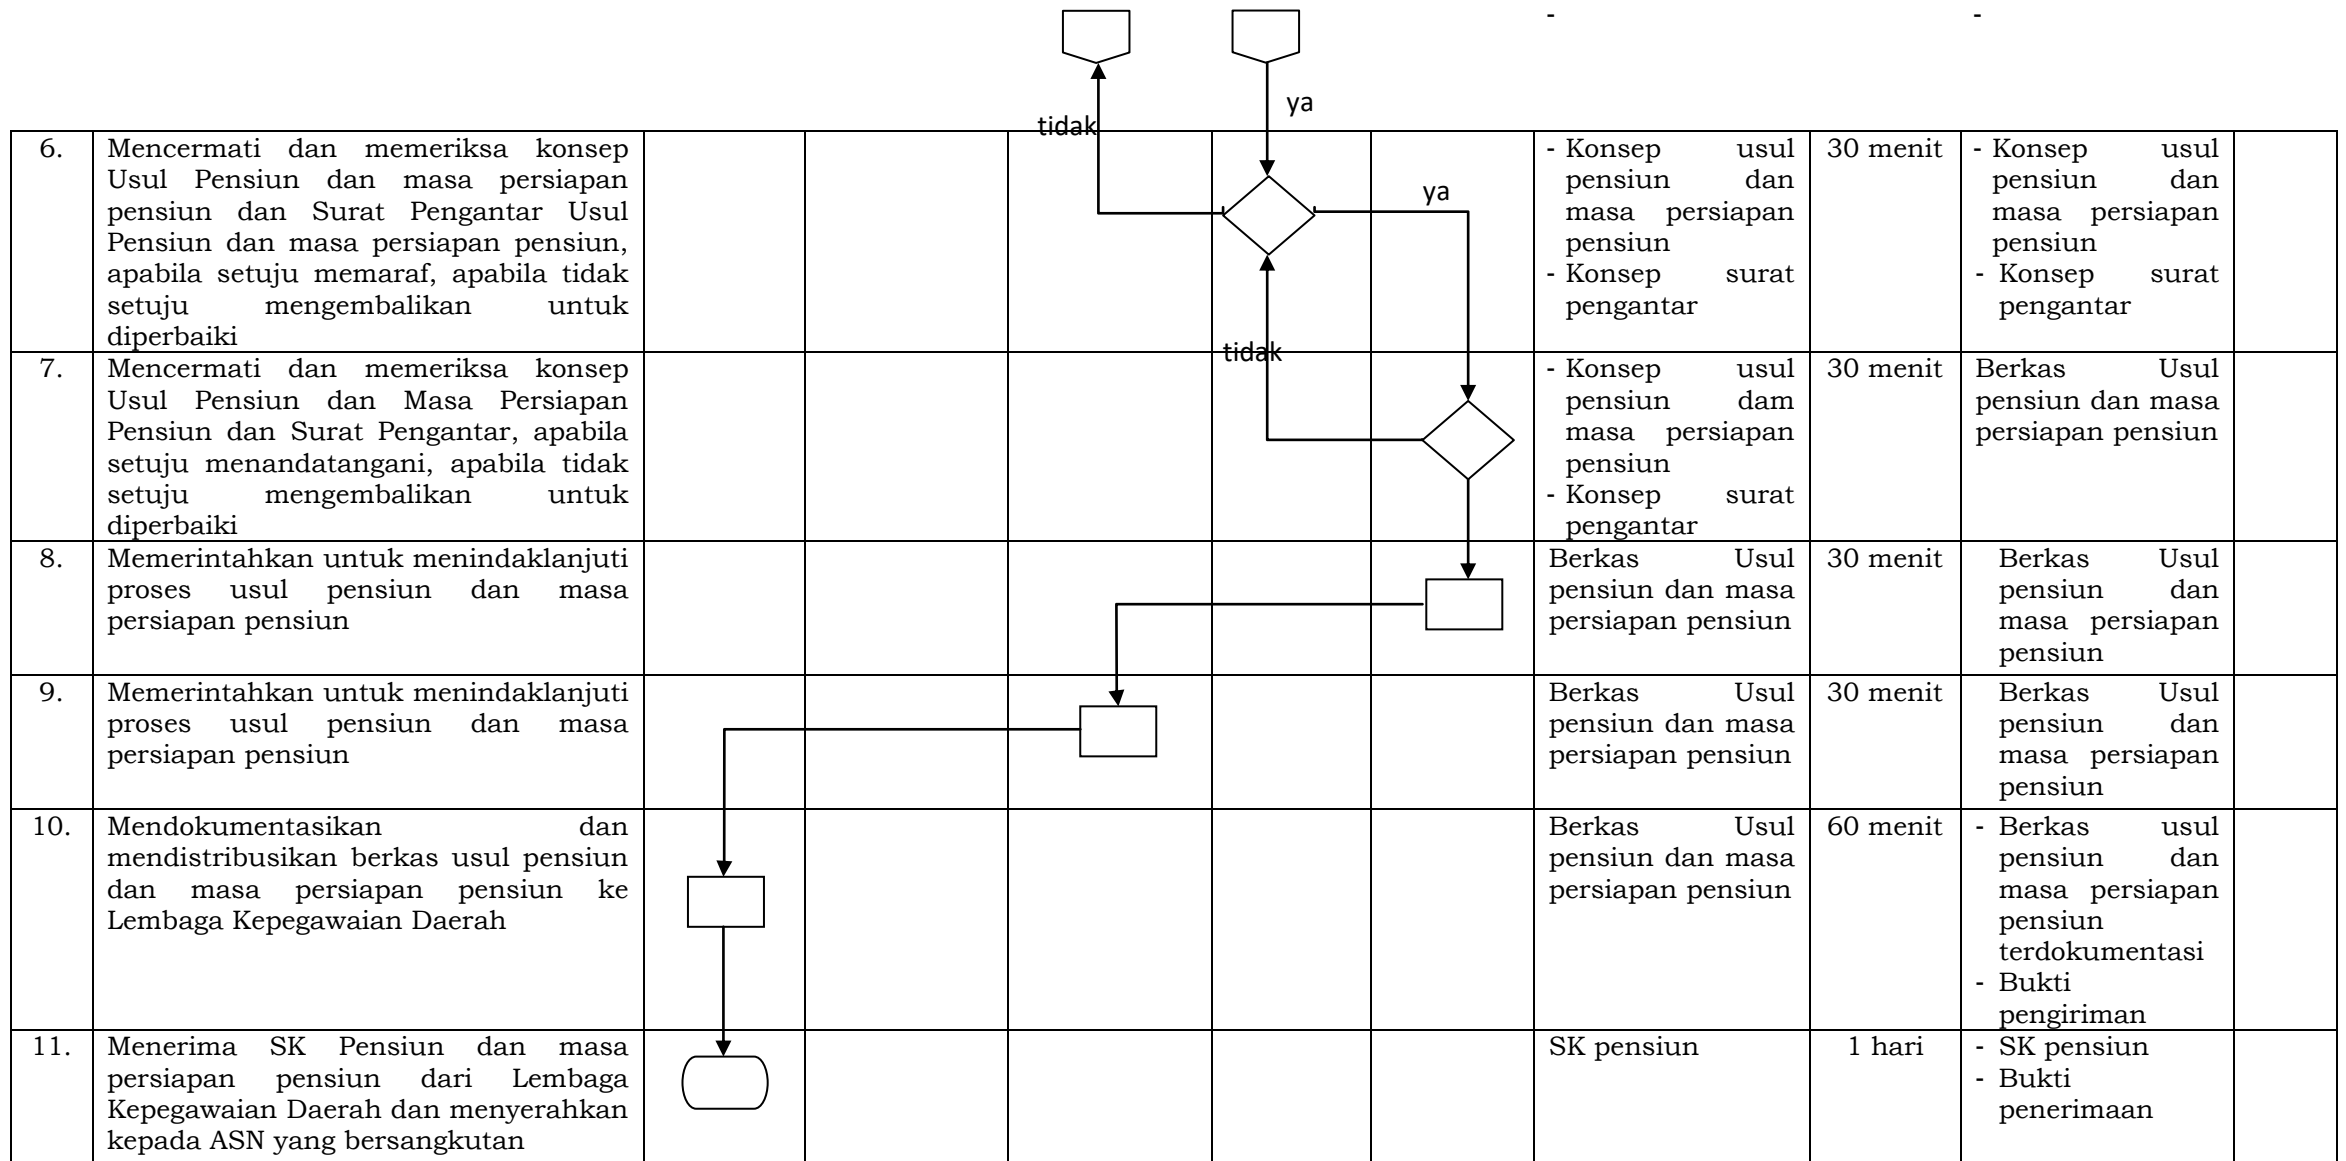 - -
ya
tidak
6. Mencermati dan memeriksa konsep
Usul Pensiun dan masa persiapan
pensiun dan Surat Pengantar Usul
Pensiun dan masa persiapan pensiun,
apabila setuju memaraf, apabila tidak
setuju mengembalikan untuk
diperbaiki
ya
- Konsep usul
pensiun dan
masa persiapan
pensiun
- Konsep surat
pengantar
30 menit
- Konsep usul
pensiun dan
masa persiapan
pensiun
- Konsep surat
pengantar
tidak
7. Mencermati dan memeriksa konsep
Usul Pensiun dan Masa Persiapan
Pensiun dan Surat Pengantar, apabila
setuju menandatangani, apabila tidak
setuju mengembalikan untuk
diperbaiki
- Konsep usul
pensiun dam
masa persiapan
pensiun
- Konsep surat
pengantar
30 menit
Berkas Usul
pensiun dan masa
persiapan pensiun
8. Memerintahkan untuk menindaklanjuti
proses usul pensiun dan masa
persiapan pensiun
Berkas Usul
pensiun dan masa
persiapan pensiun
30 menit
Berkas Usul
pensiun dan
masa persiapan
pensiun
9. Memerintahkan untuk menindaklanjuti
proses usul pensiun dan masa
persiapan pensiun
Berkas Usul
pensiun dan masa
persiapan pensiun
30 menit
Berkas Usul
pensiun dan
masa persiapan
pensiun
10. Mendokumentasikan dan
mendistribusikan berkas usul pensiun
dan masa persiapan pensiun ke
Lembaga Kepegawaian Daerah
Berkas Usul
pensiun dan masa
persiapan pensiun
60 menit
- Berkas usul
pensiun dan
masa persiapan
pensiun
terdokumentasi
- Bukti
pengiriman
11. Menerima SK Pensiun dan masa
persiapan pensiun dari Lembaga
Kepegawaian Daerah dan menyerahkan
kepada ASN yang bersangkutan
SK pensiun
1 hari
- SK pensiun
- Bukti
penerimaan